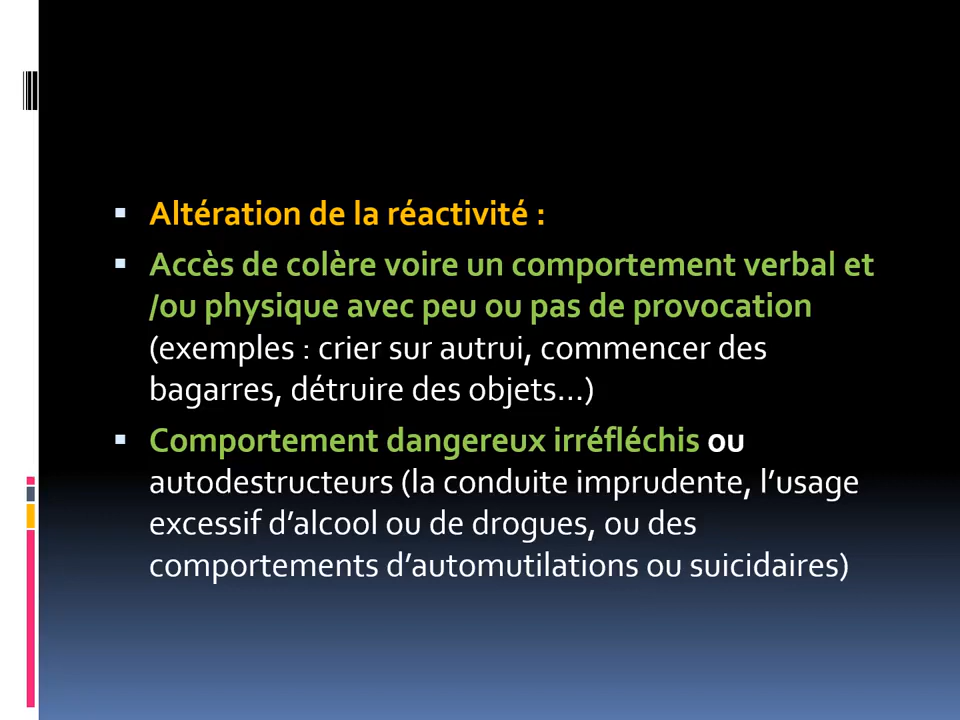 Altération de la réactivité :
Accès de colère voire un comportement verbal et
/ou physique avec peu ou pas de provocation
(exemples : crier sur autrui, commencer des
bagarres, détruire des objets…)
Comportement dangereux irréfléchis ou
autodestructeurs (la conduite imprudente, l’usage
excessif d’alcool ou de drogues, ou des
comportements d’automutilations ou suicidaires)